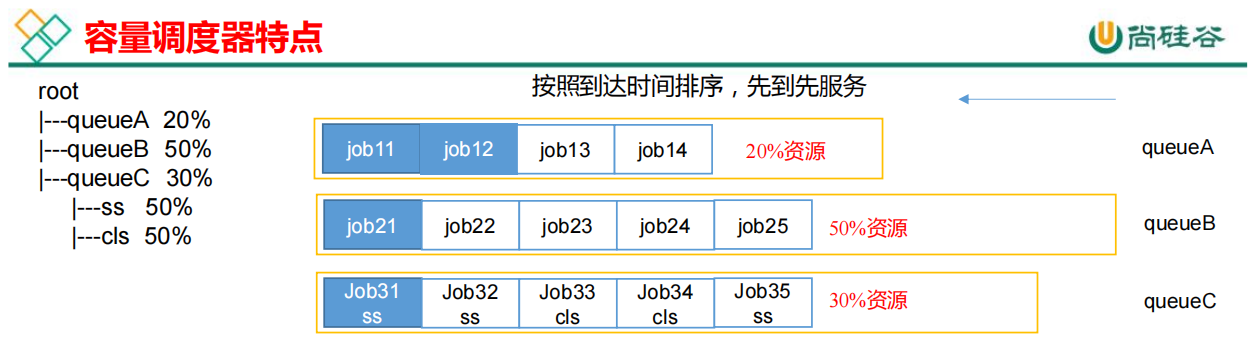 容量调度器特点
尚硅谷
root
|---queueA 20%
|---queueB 50%
|---queueC 30%
|---ss 50%
|---cls 50%
按照到达时间排序，先到先服务
job11 job12 job13 job14 20%资源 queueA
job21 job22 job23 job24 job25 50%资源 queueB
Job31 Job32 Job33 Job34 Job35 30%资源 queueC
ss ss cls cls ss